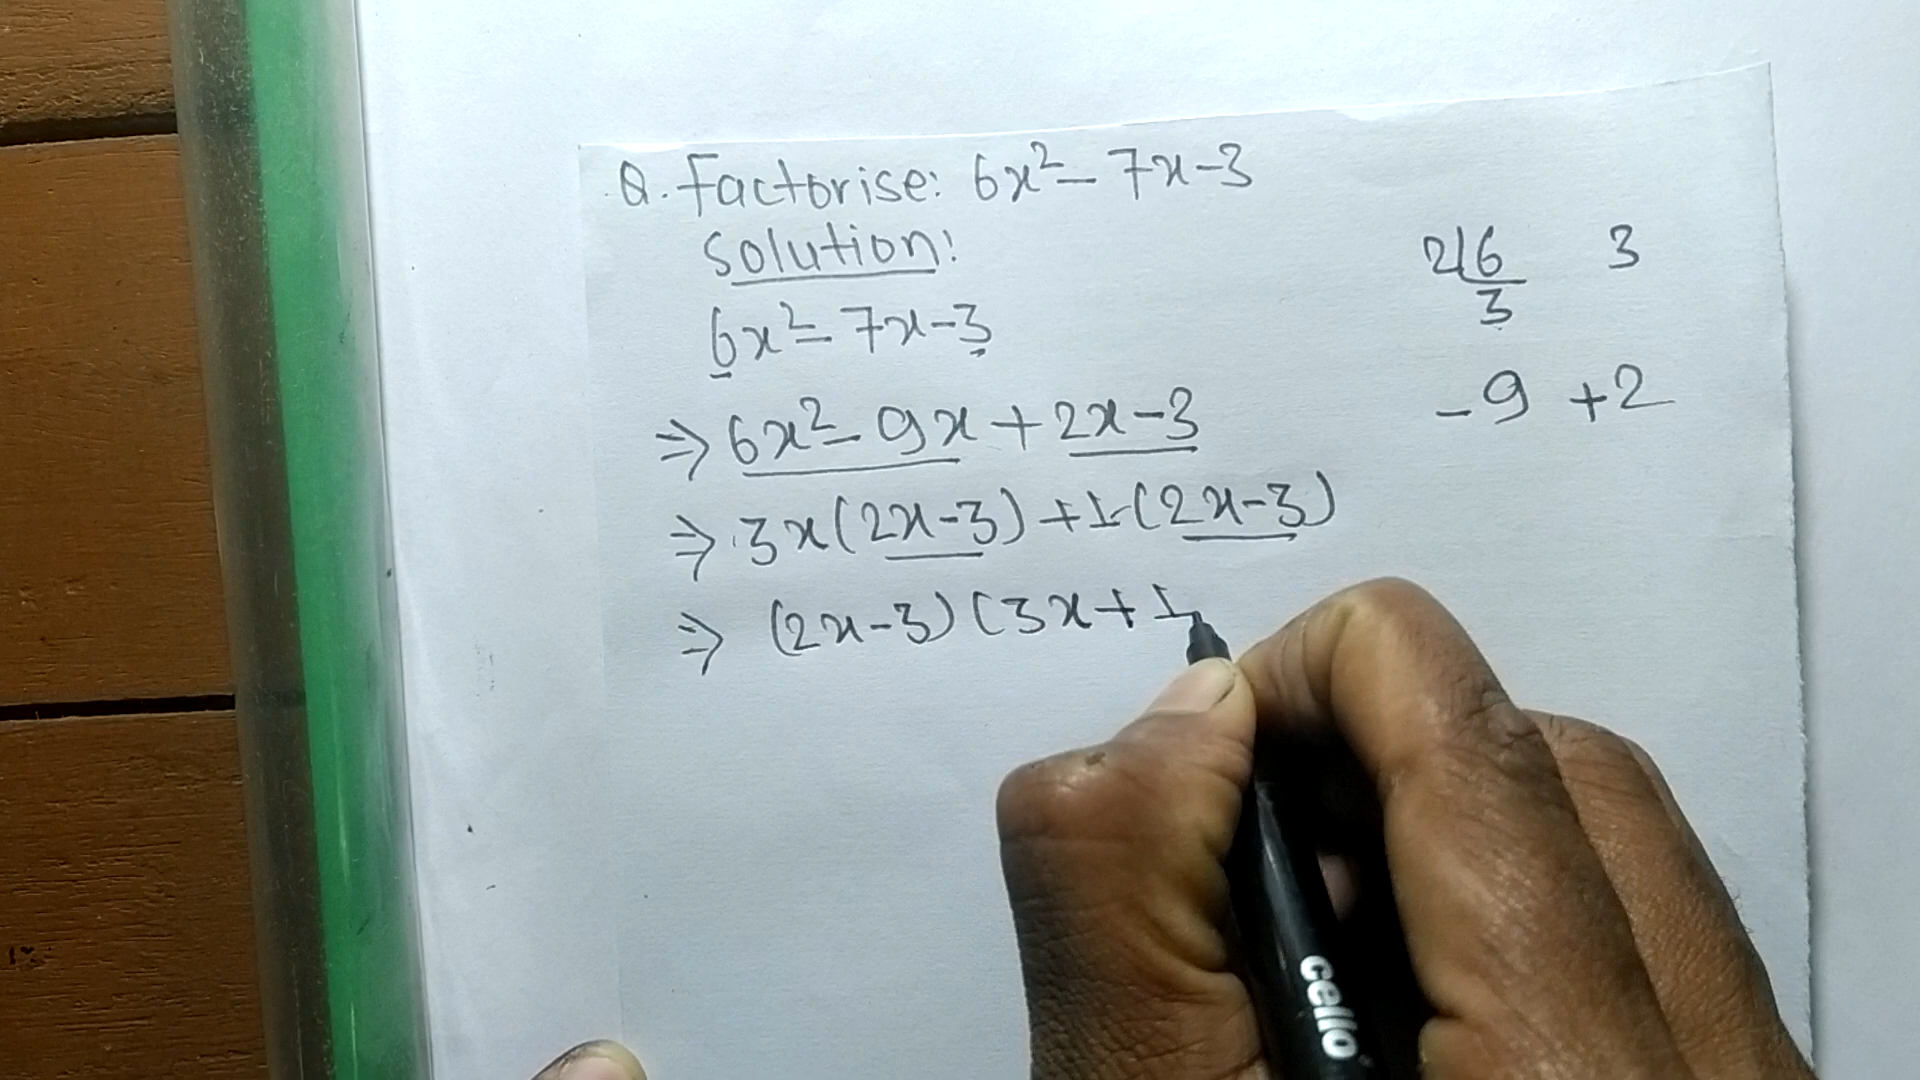 Q. Factorise: 6x² - 7x - 3
Solution:
6x² - 7x - 3
⇒ 6x² - 9x + 2x - 3
⇒ 3x(2x - 3) + 1(2x - 3)
⇒ (2x - 3)(3x + 1
2|6 3
3
-9 +2
cello